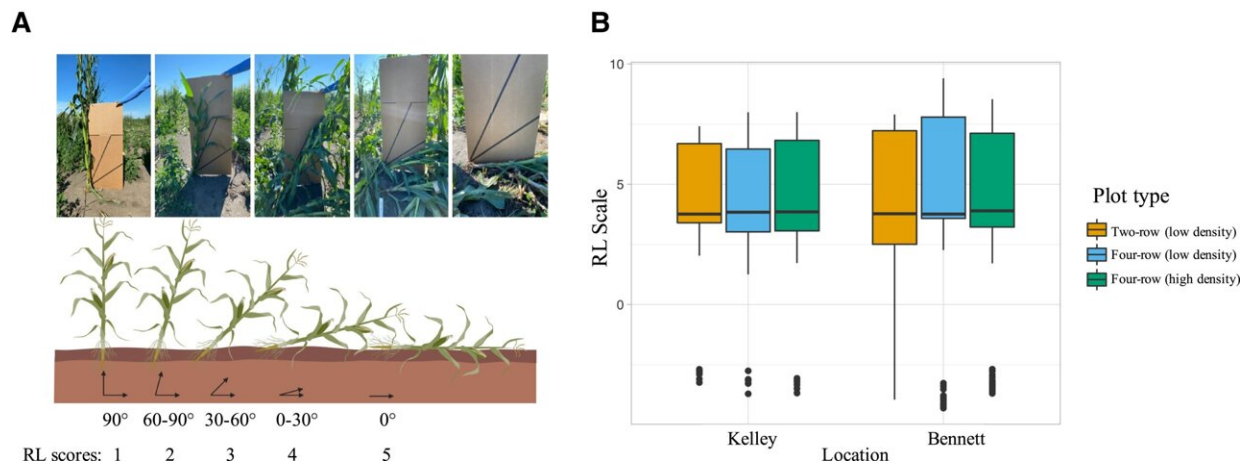 A
90° 60-90° 30-60° 0-30° 0°
RL scores: 1 2 3 4 5
B
10
5
0
RL Scale
Kelley Bennett
Location
Plot type
Two-row (low density)
Four-row (low density)
Four-row (high density)